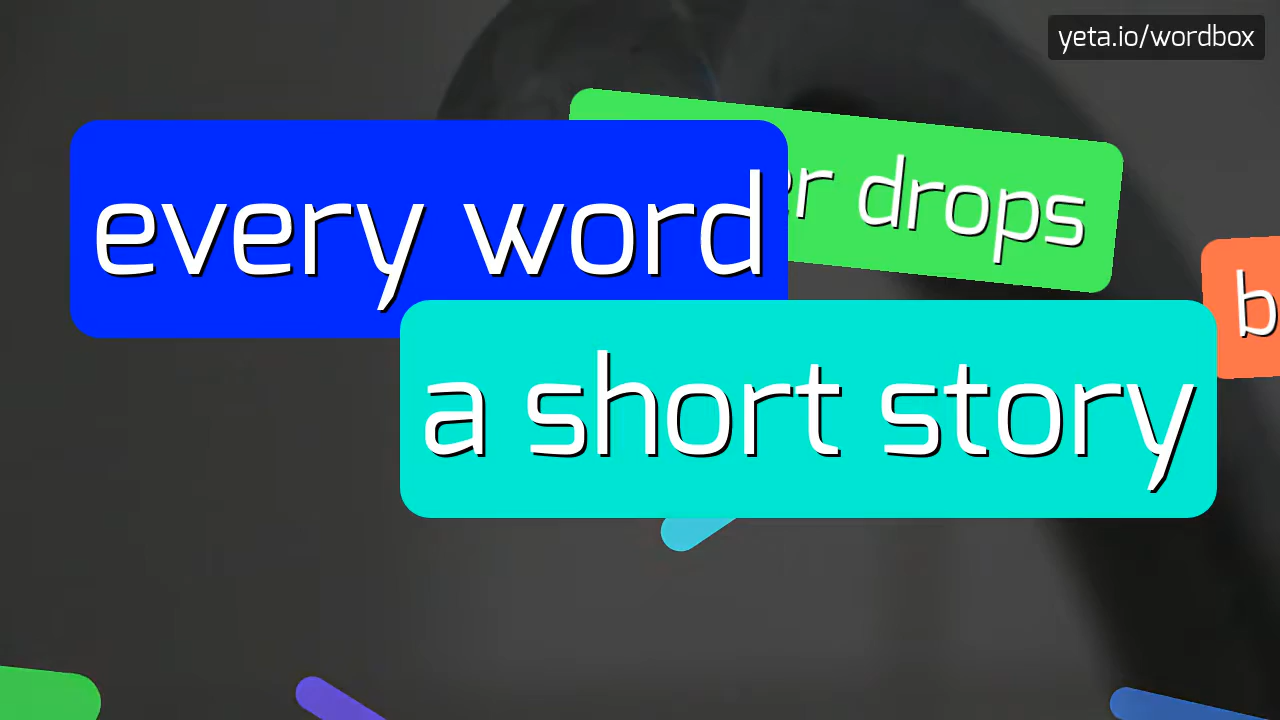 yeta.io/wordbox
every word
drops
a short story
b